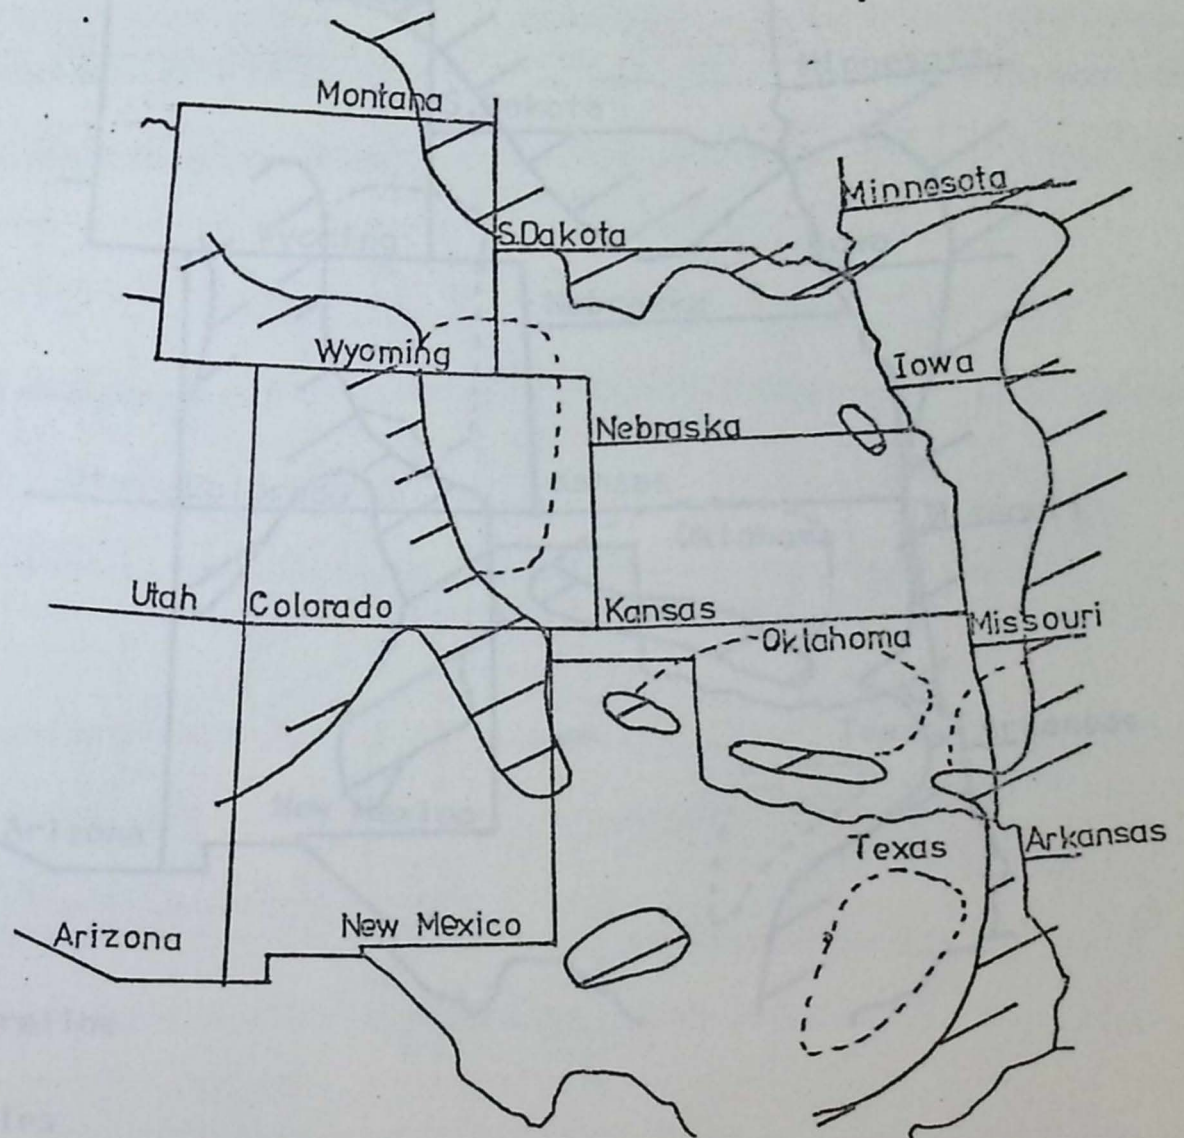 Montana
Minnesota
S.Dakota
Wyoming
Iowa
Nebraska
Utah
Colorado
Kansas
Missouri
Oklahoma
Texas
Arkansas
New Mexico
Arizona